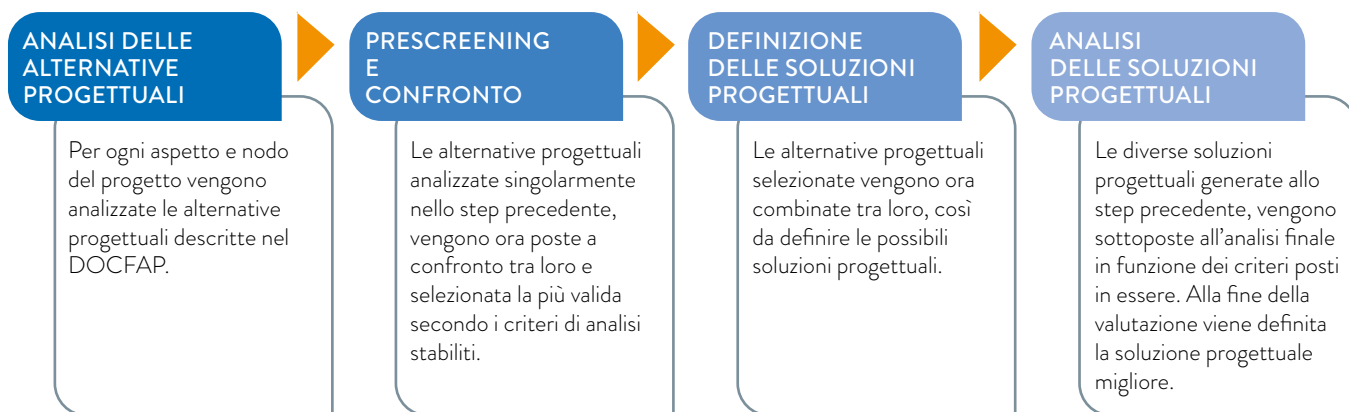 ANALISI DELLE
ALTERNATIVE
PROGETTUALI
Per ogni aspetto e nodo
del progetto vengono
analizzate le alternative
progettuali descritte nel
DOCFAP.
PRESCREENING
E
CONFRONTO
Le alternative progettuali
analizzate singolarmente
nello step precedente,
vengono ora poste a
confronto tra loro e
selezionata la più valida
secondo i criteri di analisi
stabiliti.
DEFINIZIONE
DELLE SOLUZIONI
PROGETTUALI
Le alternative progettuali
selezionate vengono ora
combinate tra loro, così
da definire le possibili
soluzioni progettuali.
ANALISI
DELLE SOLUZIONI
PROGETTUALI
Le diverse soluzioni
progettuali generate allo
step precedente, vengono
sottoposte all'analisi finale
in funzione dei criteri posti
in essere. Alla fine della
valutazione viene definita
la soluzione progettuale
migliore.